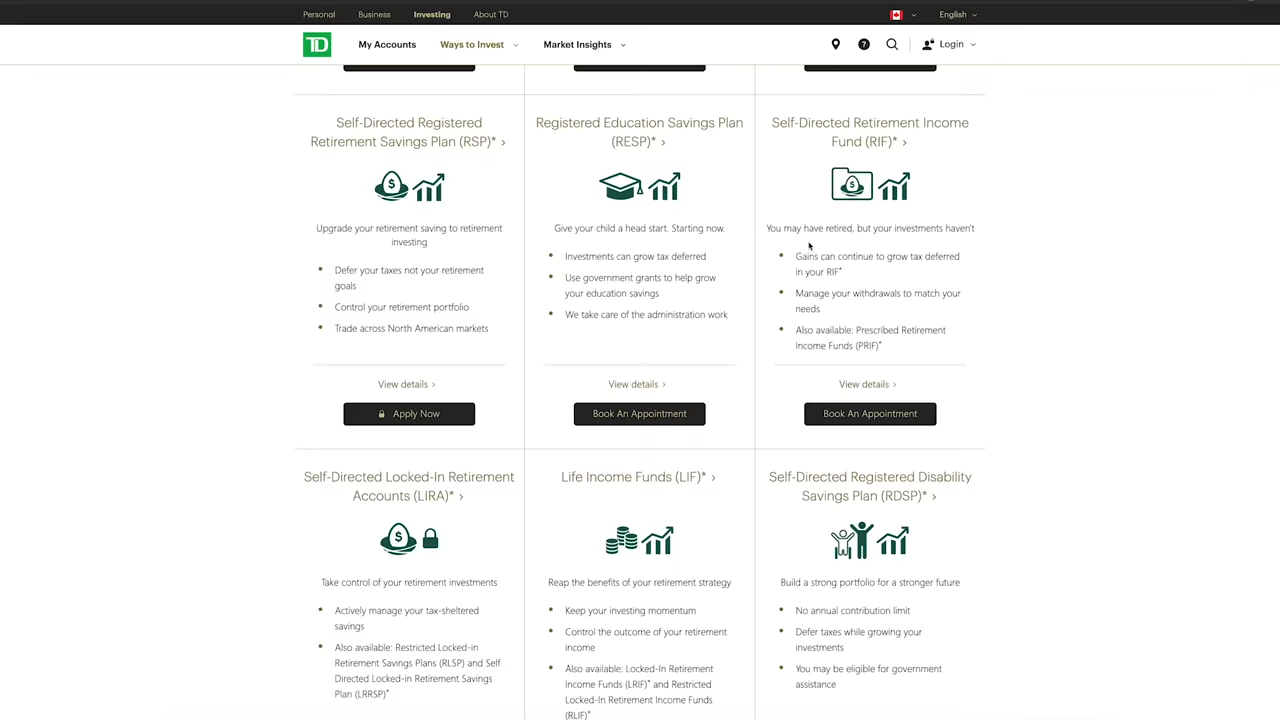 Personal
Business
Investing
About TD
English
TD
My Accounts
Ways to Invest
Market Insights
?
Login
Self-Directed Registered
Retirement Savings Plan (RSP)* ›
$
Upgrade your retirement saving to retirement
investing
Defer your taxes not your retirement
goals
Control your retirement portfolio
Trade across North American markets
View details ›
Apply Now
Registered Education Savings Plan
(RESP)* ›
Give your child a head start. Starting now.
Investments can grow tax deferred
Use government grants to help grow
your education savings
We take care of the administration work
View details ›
Book An Appointment
Self-Directed Retirement Income
Fund (RIF)* ›
$
You may have retired, but your investments haven't
Gains can continue to grow tax deferred
in your RIF*
Manage your withdrawals to match your
needs
Also available: Prescribed Retirement
Income Funds (PRIF)*
View details ›
Book An Appointment
Self-Directed Locked-In Retirement
Accounts (LIRA)* ›
$
Take control of your retirement investments
Actively manage your tax-sheltered
savings
Also available: Restricted Locked-in
Retirement Savings Plans (RLSP) and Self
Directed Locked-in Retirement Savings
Plan (LRRSP)*
Life Income Funds (LIF)* ›
Reap the benefits of your retirement strategy
Keep your investing momentum
Control the outcome of your retirement
income
Also available: Locked-In Retirement
Income Funds (LRIF)* and Restricted
Locked-In Retirement Income Funds
(RLIF)*
Self-Directed Registered Disability
Savings Plan (RDSP)* ›
Build a strong portfolio for a stronger future
No annual contribution limit
Defer taxes while growing your
investments
You may be eligible for government
assistance